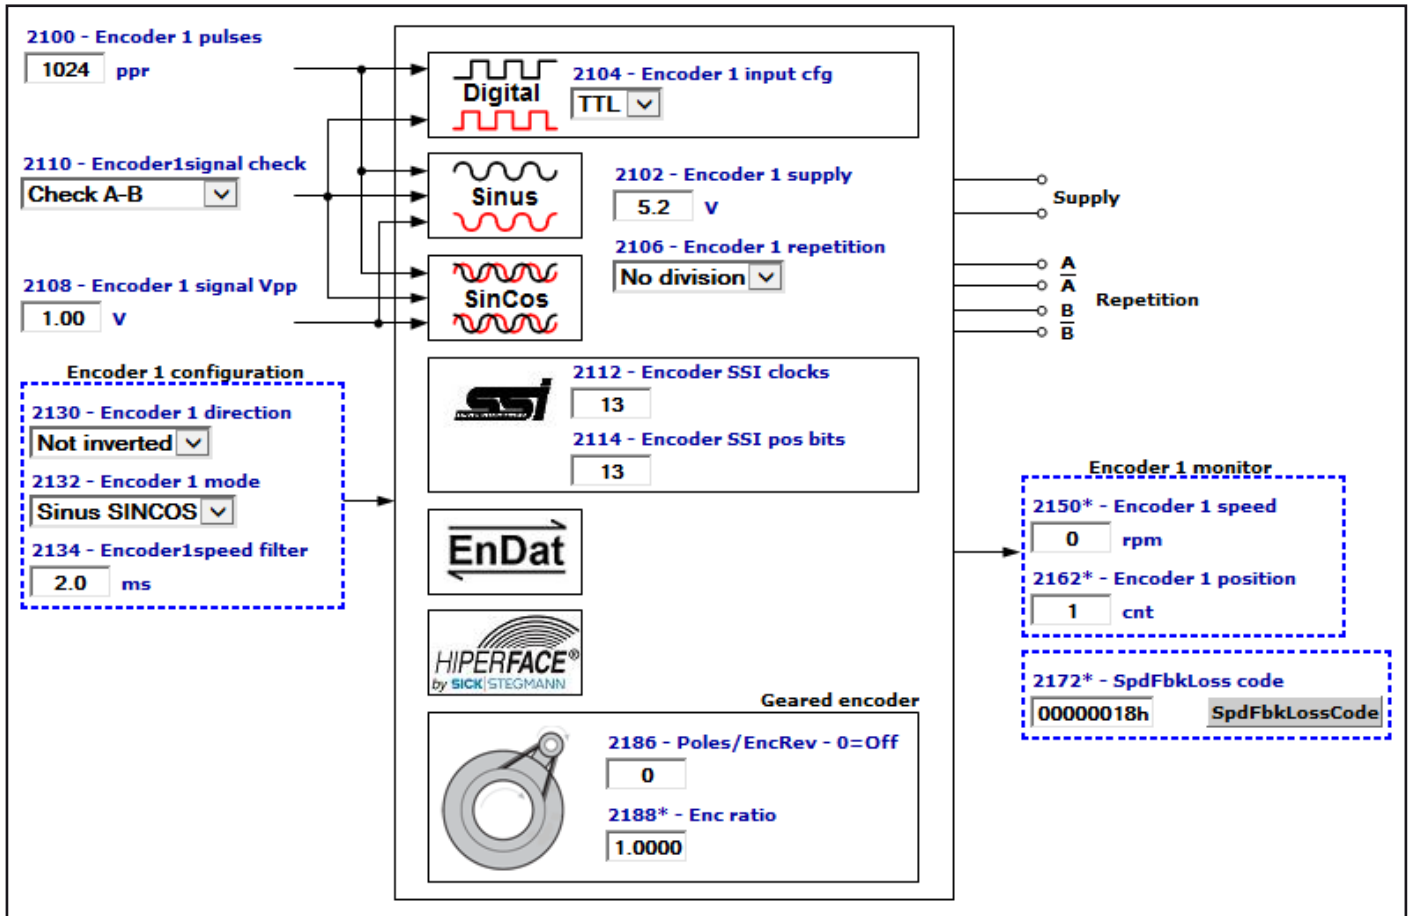 2100 - Encoder 1 pulses
1024 ppr
2110 - Encoder1signal check
Check A-B
2108 - Encoder 1 signal Vpp
1.00 V
Encoder 1 configuration
2130 - Encoder 1 direction
Not inverted
2132 - Encoder 1 mode
Sinus SINCOS
2134 - Encoder1speed filter
2.0 ms
Digital
2104 - Encoder 1 input cfg
TTL
Sinus
2102 - Encoder 1 supply
5.2 V
2106 - Encoder 1 repetition
No division
SinCos
SSI
2112 - Encoder SSI clocks
13
2114 - Encoder SSI pos bits
13
EnDat
HIPERFACE®
by SICK|STEGMANN
Geared encoder
2186 - Poles/EncRev - 0=Off
0
2188* - Enc ratio
1.0000
Supply
A
A
B
B
Repetition
Encoder 1 monitor
2150* - Encoder 1 speed
0 rpm
2162* - Encoder 1 position
1 cnt
2172* - SpdFbkLoss code
00000018h SpdFbkLossCode